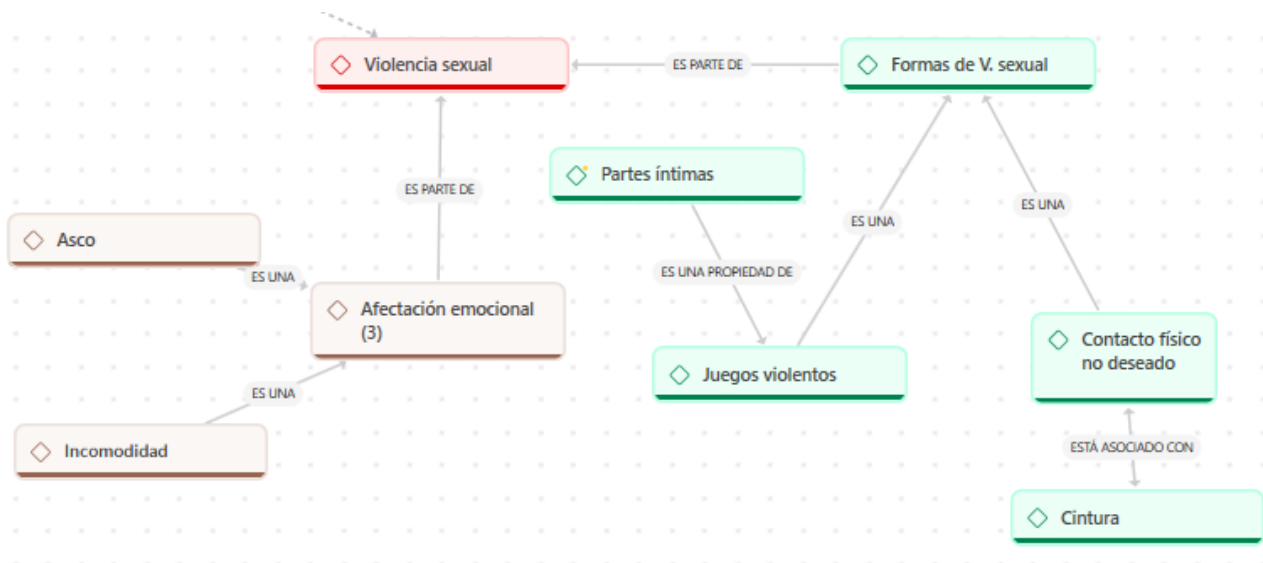 Violencia sexual
ES PARTE DE
Formas de V. sexual
Partes íntimas
ES PARTE DE
ES UNA
ES UNA
Asco
ES UNA
ES UNA PROPIEDAD DE
Afectación emocional
(3)
Contacto físico
no deseado
Juegos violentos
ES UNA
Incomodidad
ESTÁ ASOCIADO CON
Cintura